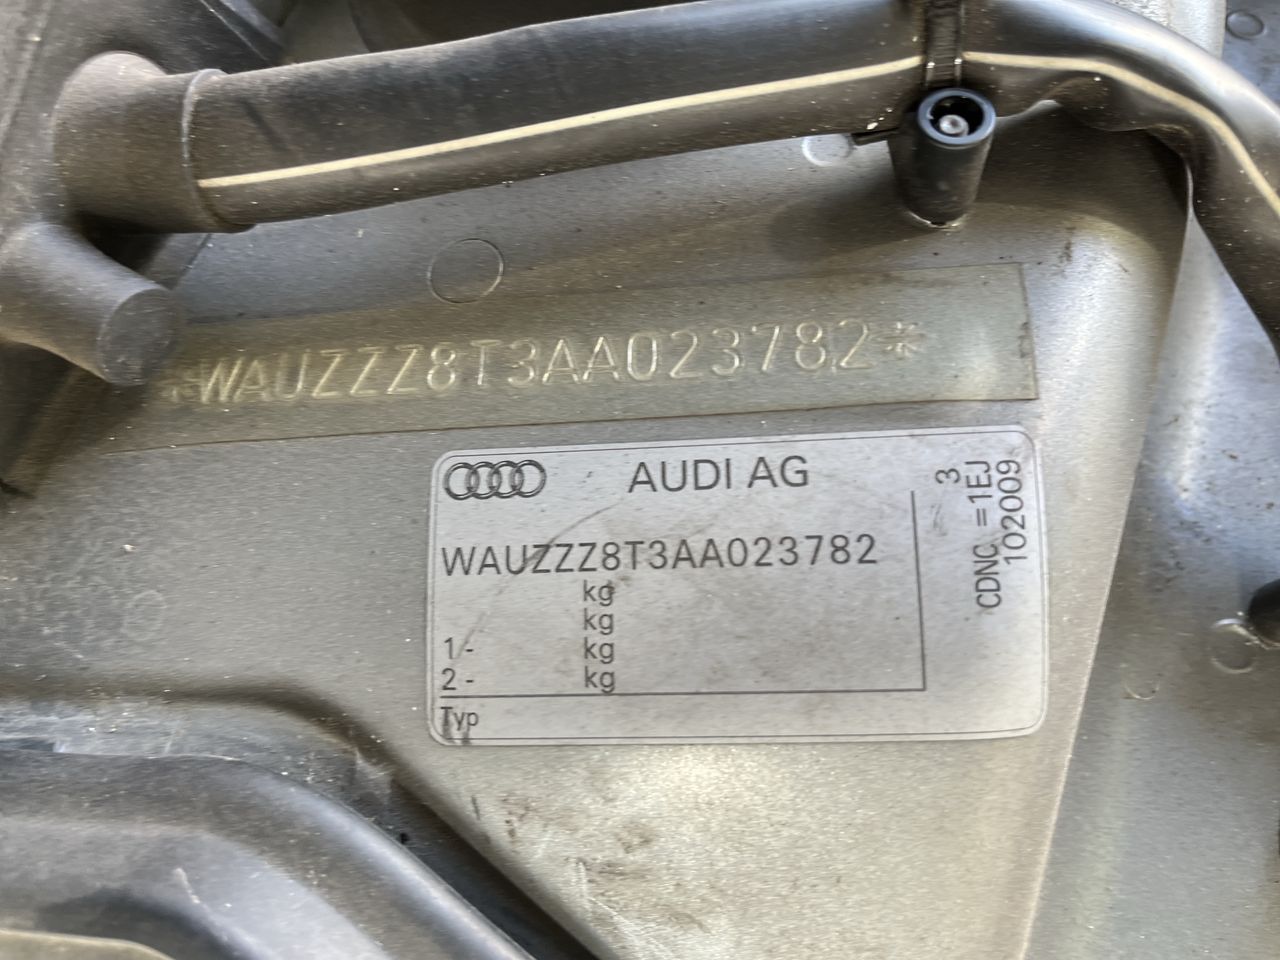 *WAUZZZ8T3AA023782*
AUDI AG
WAUZZZ8T3AA023782
kg
kg
1 - kg
2 - kg
Typ
3
CDNC =1EJ
102009